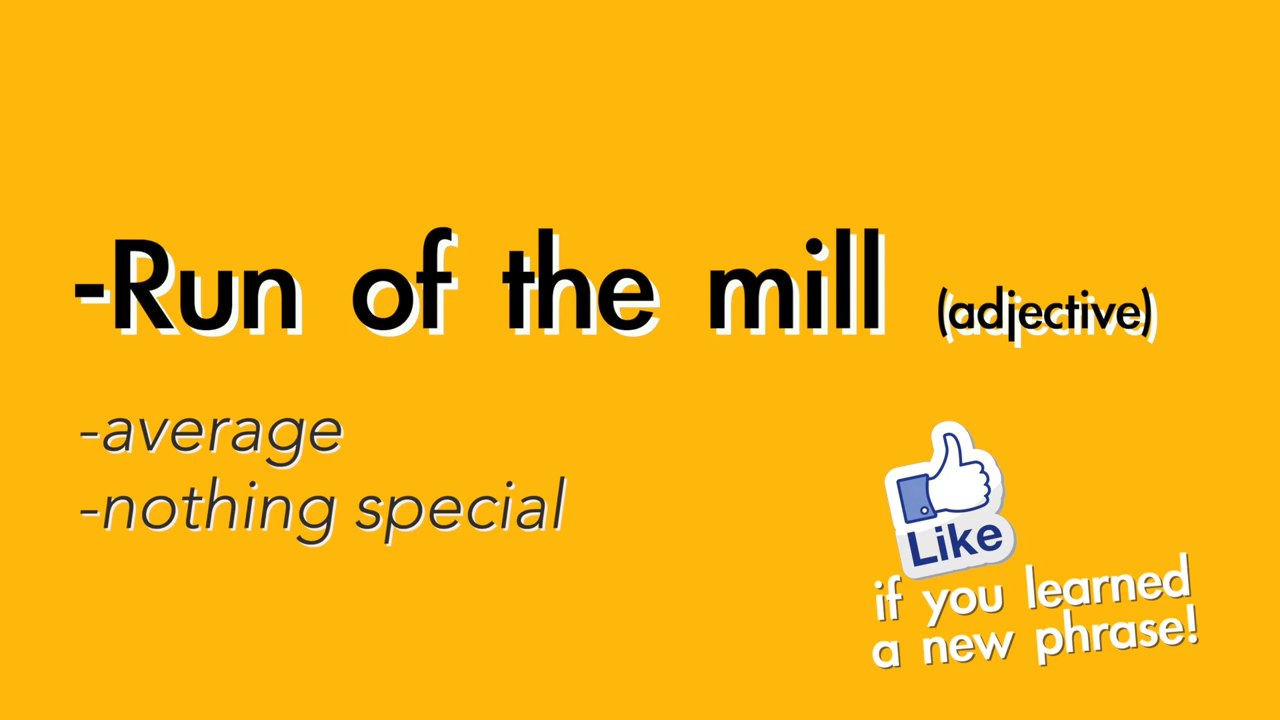 -Run of the mill (adjective)
-average
-nothing special
Like
if you learned
a new phrase!